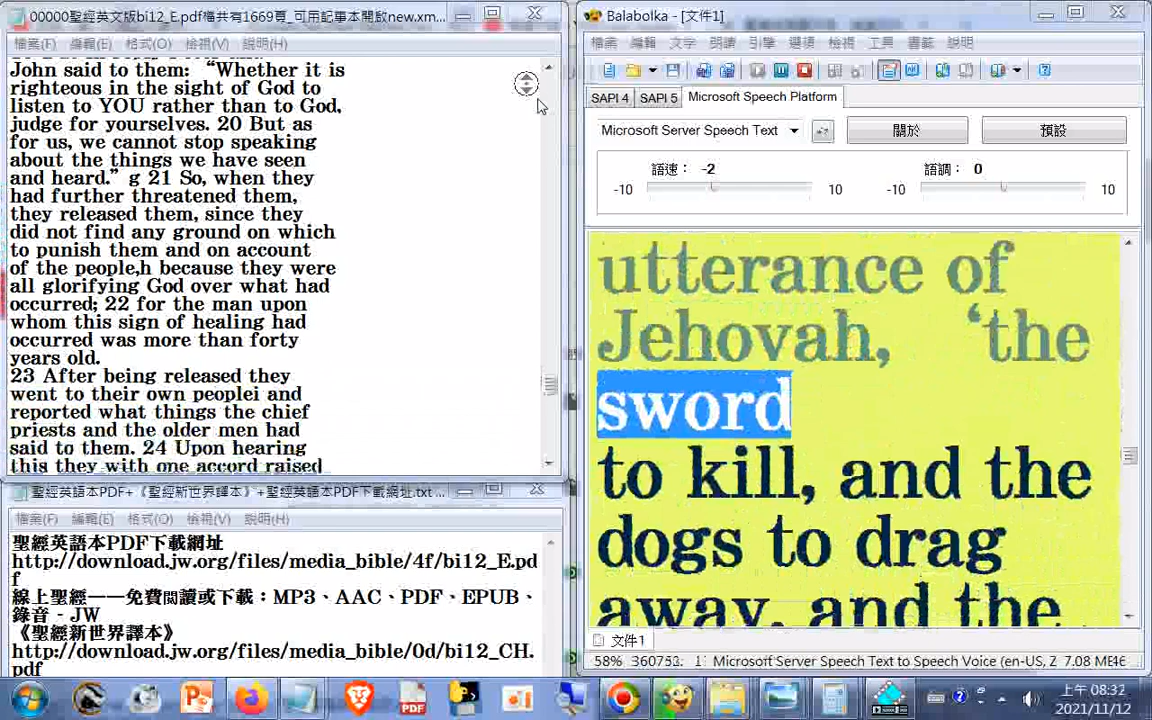 00000聖經英文版bi12_E.pdf檔共有1669頁_可用記事本開啟new.xm...
檔案(F) 編輯(E) 格式(O) 檢視(V) 說明(H)
John said to them: “Whether it is
righteous in the sight of God to
listen to YOU rather than to God,
judge for yourselves. 20 But as
for us, we cannot stop speaking
about the things we have seen
and heard.” g 21 So, when they
had further threatened them,
they released them, since they
did not find any ground on which
to punish them and on account
of the people,h because they were
all glorifying God over what had
occurred; 22 for the man upon
whom this sign of healing had
occurred was more than forty
years old.
23 After being released they
went to their own peoplei and
reported what things the chief
priests and the older men had
said to them. 24 Upon hearing
this they with one accord raised
聖經英語本PDF+《聖經新世界譯本》+聖經英語本PDF下載網址.txt ...
檔案(F) 編輯(E) 格式(O) 檢視(V) 說明(H)
聖經英語本PDF下載網址
http://download.jw.org/files/media_bible/4f/bi12_E.pd
f
線上聖經——免費閱讀或下載：MP3、AAC、PDF、EPUB、
錄音 - JW
《聖經新世界譯本》
http://download.jw.org/files/media_bible/0d/bi12_CH.
pdf
Balabolka - [文件1]
檔案 編輯 文字 朗讀 引擎 選項 檢視 工具 書籤 說明
SAPI 4 SAPI 5 Microsoft Speech Platform
Microsoft Server Speech Text 關於 預設
語速： -2 語調： 0
-10 10 -10 10
utterance of
Jehovah, ‘the
sword
to kill, and the
dogs to drag
away, and the
文件1
58% 360753. Microsoft Server Speech Text to Speech Voice (en-US, Z 7.08 ME
上午 08:32
2021/11/12